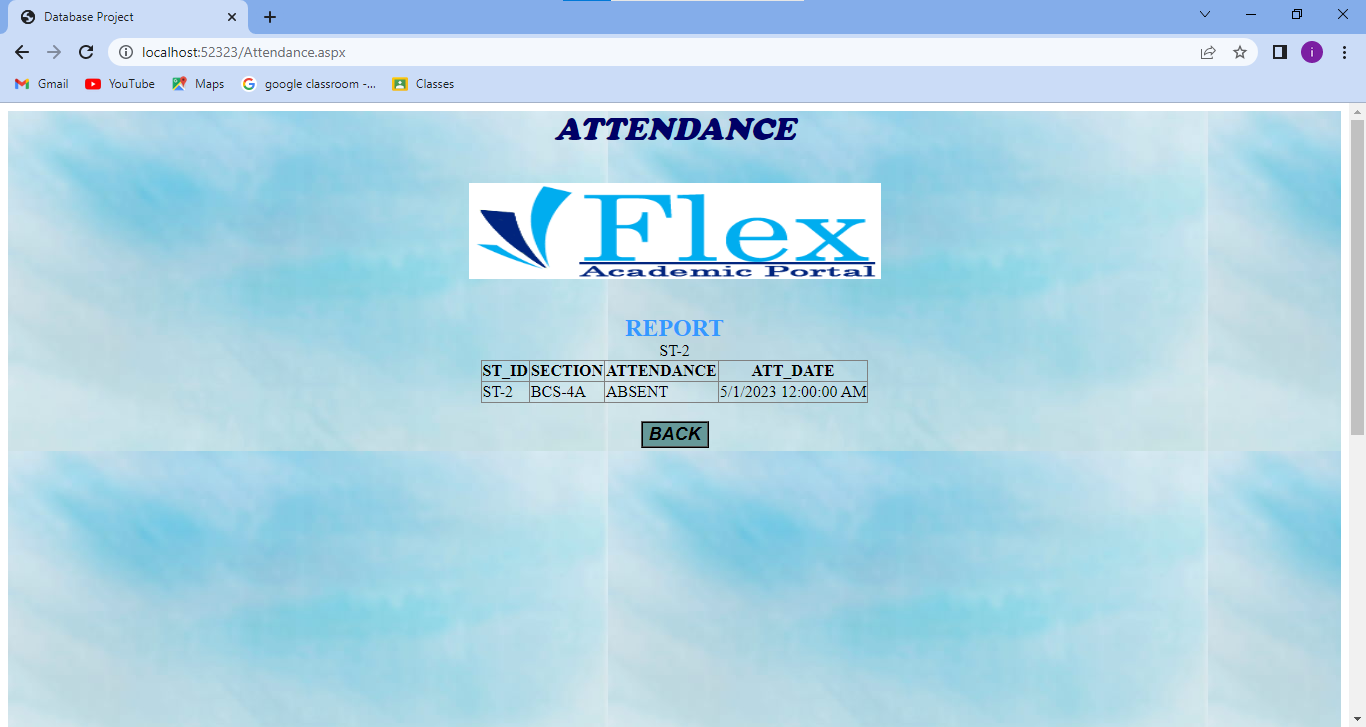 Database Project
localhost:52323/Attendance.aspx
i
Gmail YouTube Maps google classroom -... Classes
ATTENDANCE
Flex
Academic Portal
REPORT
ST-2
ST_ID SECTION ATTENDANCE ATT_DATE
ST-2 BCS-4A ABSENT 5/1/2023 12:00:00 AM
BACK